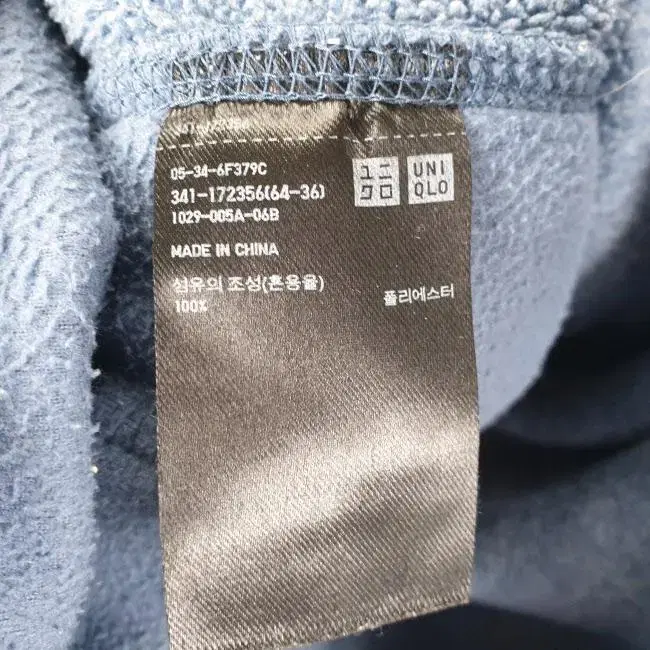 05-34-6F379C
341-172356(64-36)
1029-005A-06B
ユニ
クロ
UNI
QLO
MADE IN CHINA
섬유의 조성(혼용율)
100% 폴리에스터